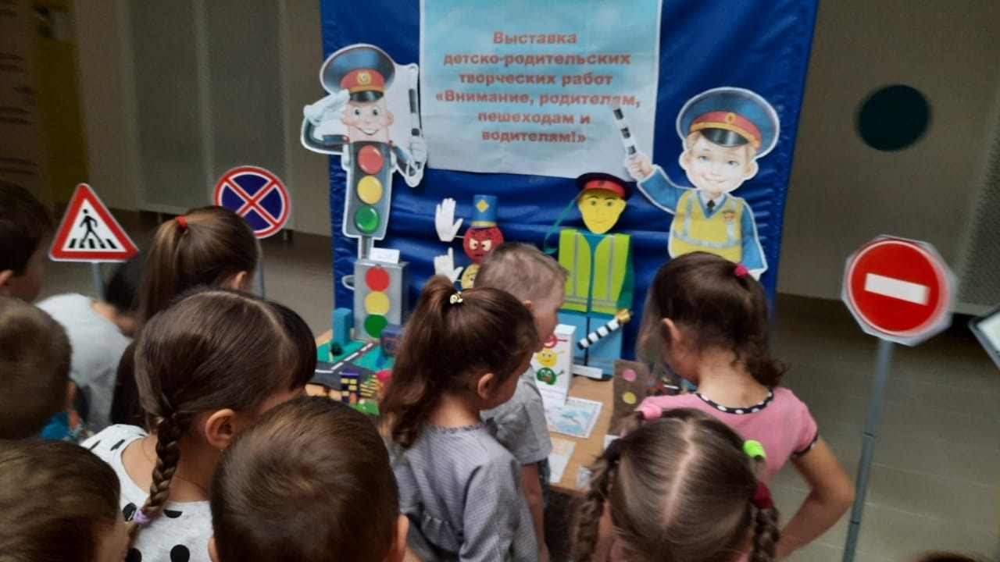 Выставка
детско-родительских
творческих работ
«Внимание, родителям,
пешеходам и
водителям!»